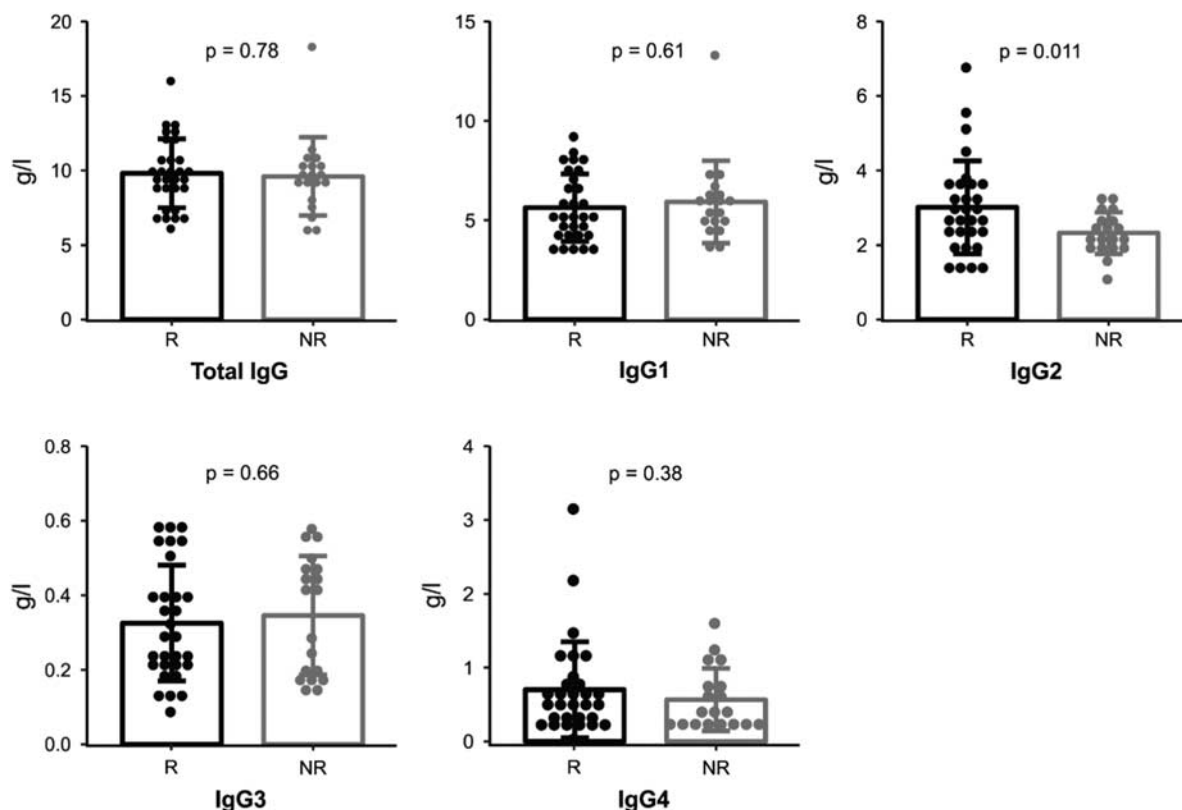 20
15
10
5
0
g/l
p = 0.78
R
NR
Total IgG
15
10
5
0
g/l
p = 0.61
R
NR
IgG1
8
6
4
2
0
g/l
p = 0.011
R
NR
IgG2
0.8
0.6
0.4
0.2
0.0
g/l
p = 0.66
R
NR
IgG3
4
3
2
1
0
g/l
p = 0.38
R
NR
IgG4